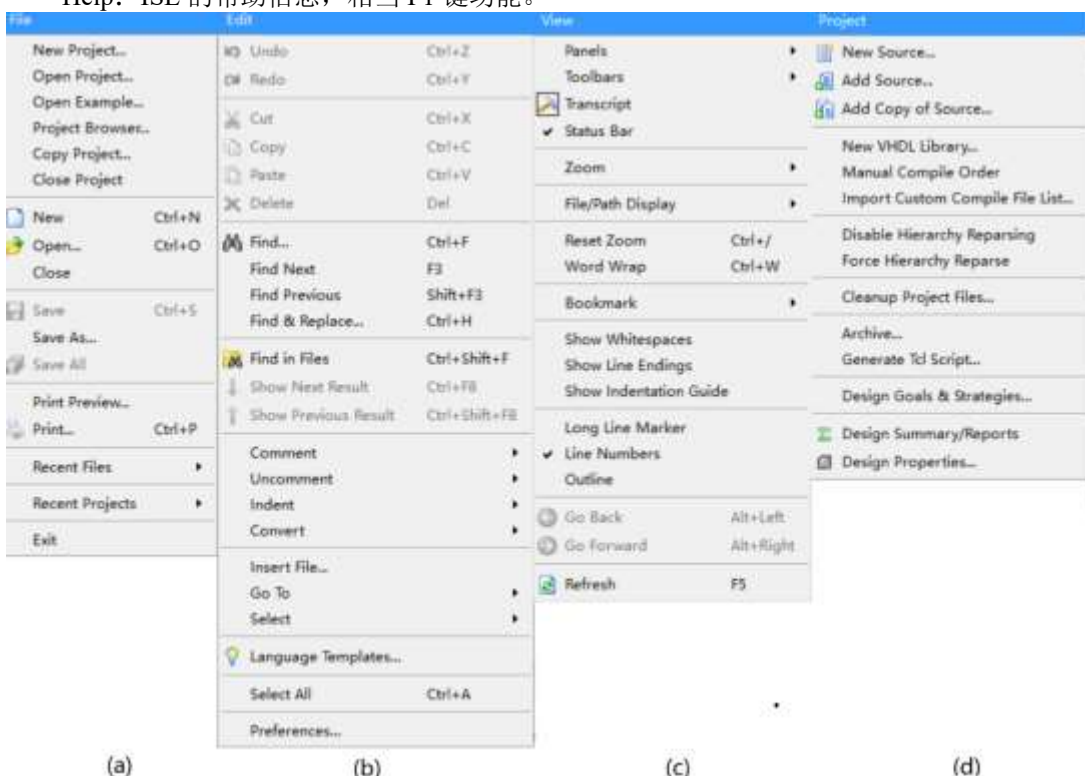 Help：ISE 的帮助信息，相当 F1 键功能。
File
New Project...
Open Project...
Open Example...
Project Browser...
Copy Project...
Close Project
New Ctrl+N
Open... Ctrl+O
Close
Save Ctrl+S
Save As...
Save All
Print Preview...
Print... Ctrl+P
Recent Files
Recent Projects
Exit
(a)
Edit
Undo Ctrl+Z
Redo Ctrl+Y
Cut Ctrl+X
Copy Ctrl+C
Paste Ctrl+V
Delete Del
Find... Ctrl+F
Find Next F3
Find Previous Shift+F3
Find & Replace... Ctrl+H
Find in Files Ctrl+Shift+F
Show Next Result Ctrl+F8
Show Previous Result Ctrl+Shift+F8
Comment
Uncomment
Indent
Convert
Insert File...
Go To
Select
Language Templates...
Select All Ctrl+A
Preferences...
(b)
View
Panels
Toolbars
Transcript
Status Bar
Zoom
File/Path Display
Reset Zoom Ctrl+/
Word Wrap Ctrl+W
Bookmark
Show Whitespaces
Show Line Endings
Show Indentation Guide
Long Line Marker
Line Numbers
Outline
Go Back Alt+Left
Go Forward Alt+Right
Refresh F5
(c)
Project
New Source...
Add Source...
Add Copy of Source...
New VHDL Library...
Manual Compile Order
Import Custom Compile File List...
Disable Hierarchy Reparsing
Force Hierarchy Reparse
Cleanup Project Files...
Archive...
Generate Tcl Script...
Design Goals & Strategies...
Design Summary/Reports
Design Properties...
(d)